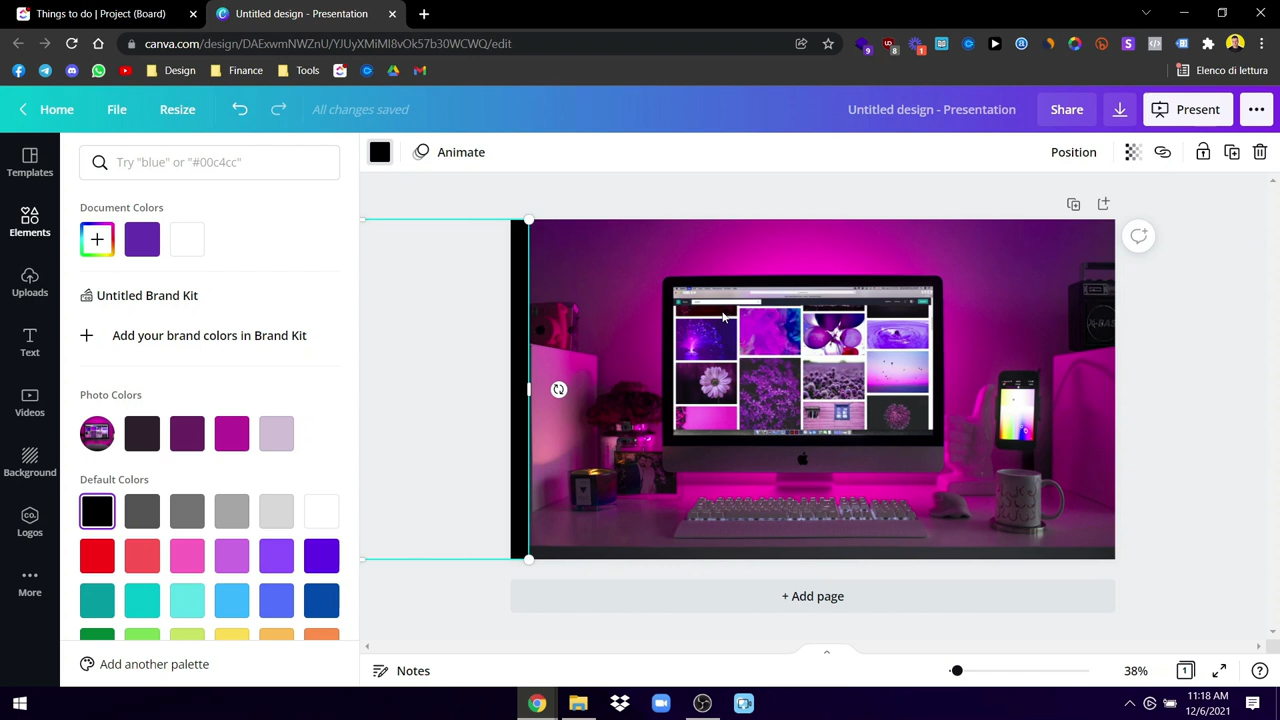 Things to do | Project (Board)
Untitled design - Presentation
canva.com/design/DAExwmNWZnU/YJUyXMiMI8vOk57b30WCWQ/edit
Design
Finance
Tools
Elenco di lettura
Home
File
Resize
All changes saved
Untitled design - Presentation
Share
Present
Animate
Position
Templates
Elements
Uploads
Text
Videos
Background
Logos
More
Try "blue" or "#00c4cc"
Document Colors
Untitled Brand Kit
Add your brand colors in Brand Kit
Photo Colors
Default Colors
Add another palette
X-BASS
+ Add page
Notes
38%
1
11:18 AM
12/6/2021